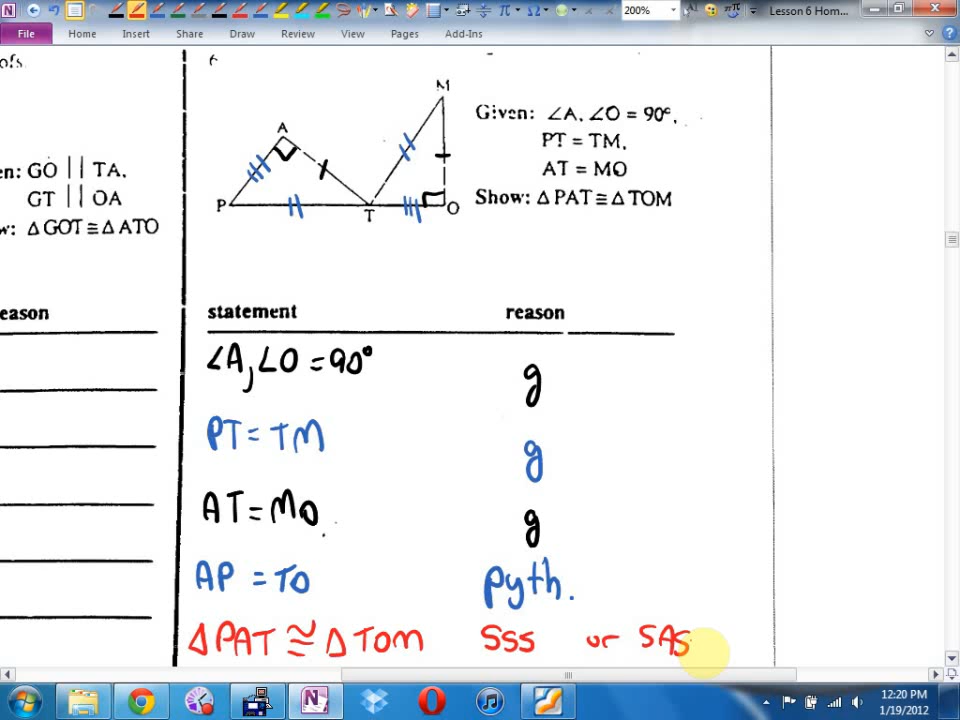 200% Lesson 6 Hom...
File Home Insert Share Draw Review View Pages Add-Ins
ofs.
M
A
P T O
Given: ∠A, ∠O = 90°,
PT = TM,
AT = MO
Show: △PAT ≅ △TOM
en: GO || TA,
GT || OA
w: △GOT ≅ △ATO
eason
statement reason
∠A, ∠O = 90° g
PT = TM g
AT = MO g
AP = TO pyth.
△PAT ≅ △TOM SSS or SAS
12:20 PM
1/19/2012